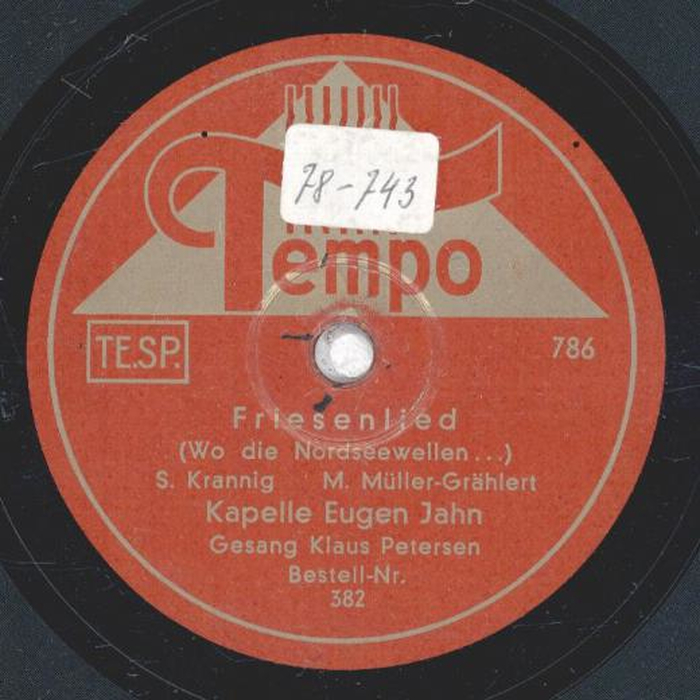 78-743
Tempo
TE.SP.
786
Friesenlied
(Wo die Nordseewellen...)
S. Krannig M. Müller-Grählert
Kapelle Eugen Jahn
Gesang Klaus Petersen
Bestell-Nr.
382